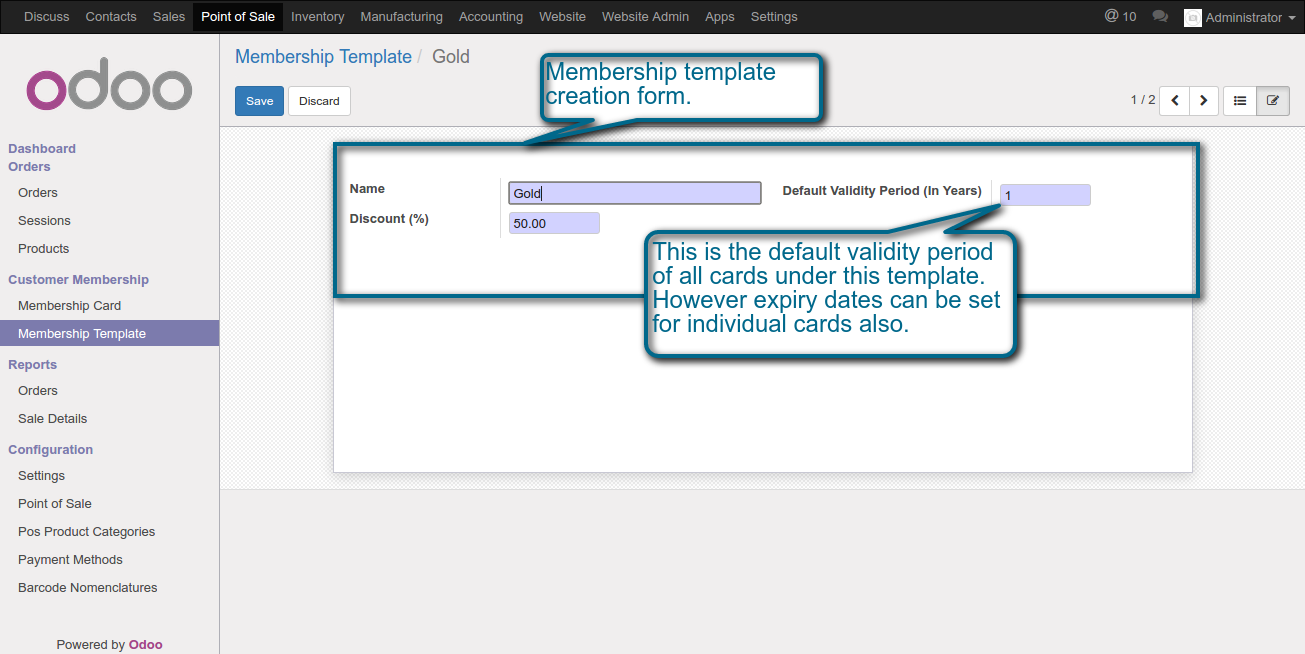 Discuss Contacts Sales Point of Sale Inventory Manufacturing Accounting Website Website Admin Apps Settings @ 10 Administrator
odoo
Dashboard
Orders
Orders
Sessions
Products
Customer Membership
Membership Card
Membership Template
Reports
Orders
Sale Details
Configuration
Settings
Point of Sale
Pos Product Categories
Payment Methods
Barcode Nomenclatures
Powered by Odoo
Membership Template / Gold
Save Discard
1 / 2
Membership template
creation form.
Name Gold
Discount (%) 50.00
Default Validity Period (In Years) 1
This is the default validity period
of all cards under this template.
However expiry dates can be set
for individual cards also.